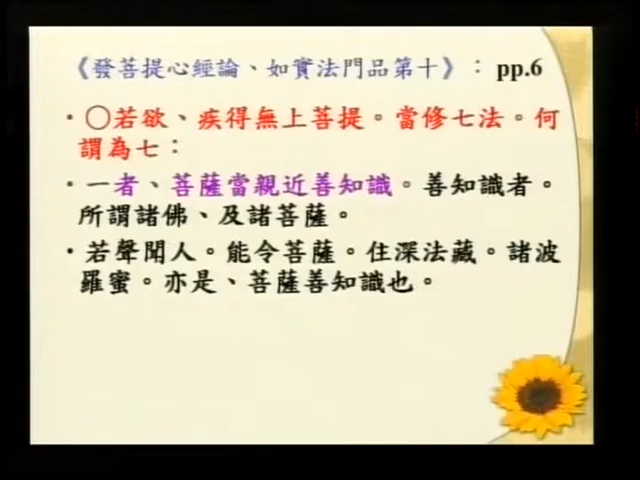 《發菩提心經論、如實法門品第十》：pp.6
•〇若欲、疾得無上菩提。當修七法。何
謂為七：
•一者、菩薩當親近善知識。善知識者。
所謂諸佛、及諸菩薩。
•若聲聞人。能令菩薩。住深法藏。諸波
羅蜜。亦是、菩薩善知識也。